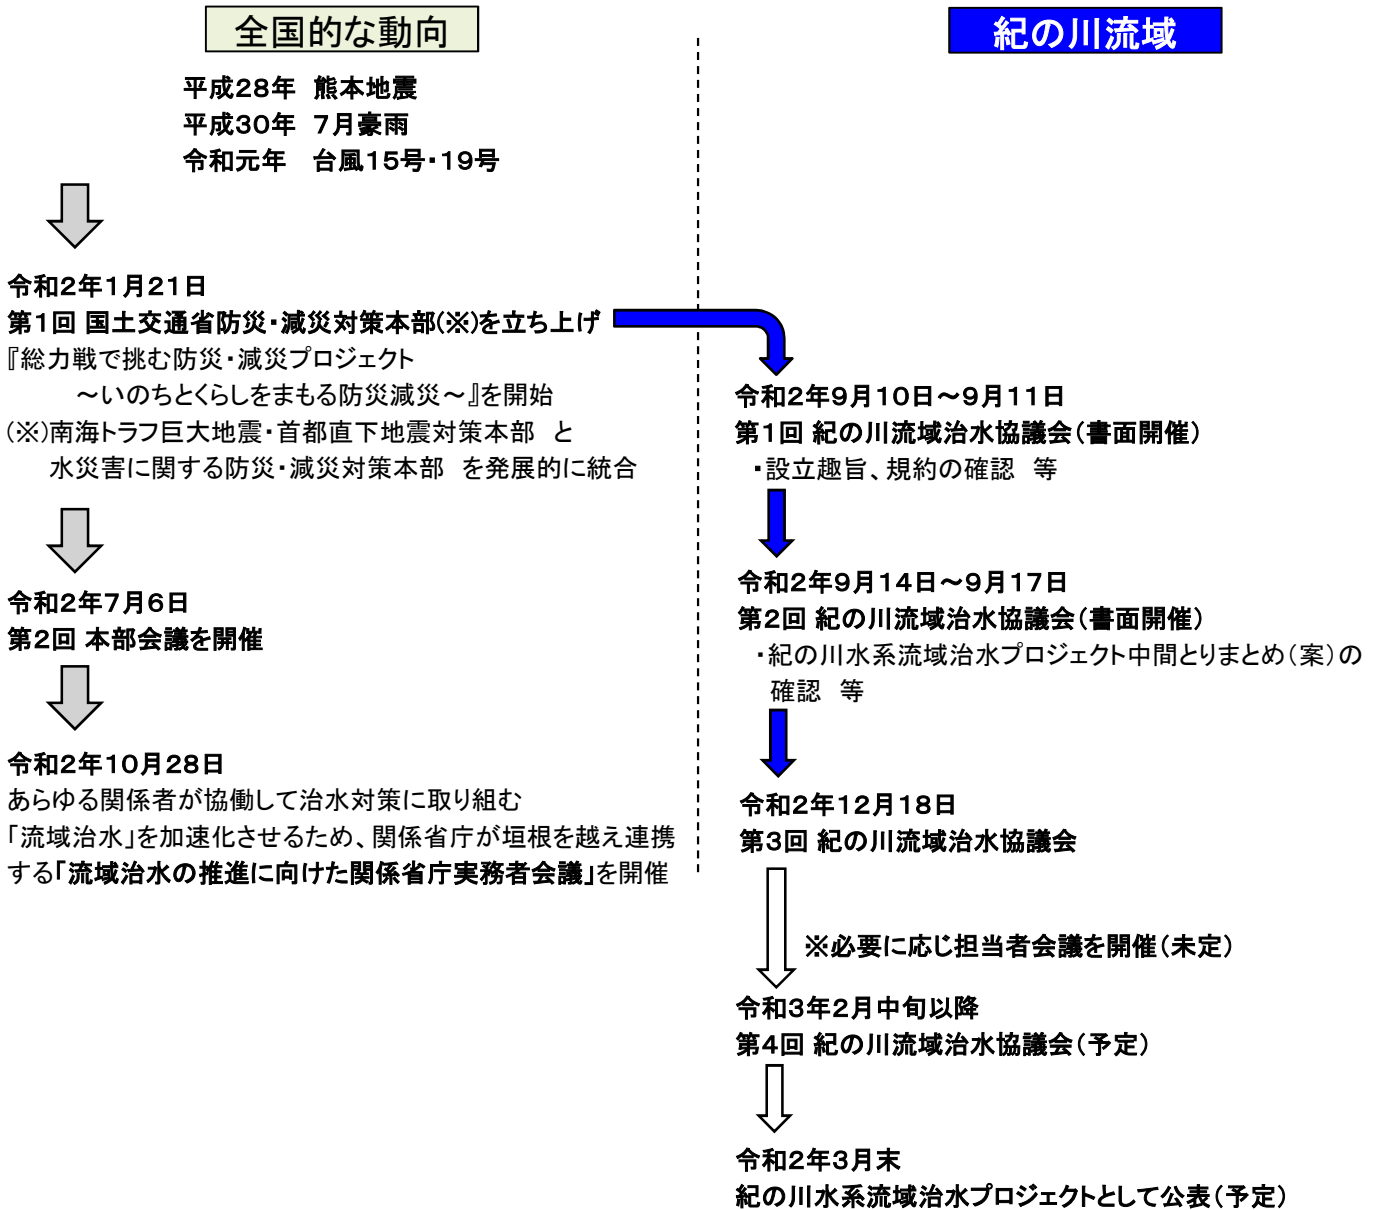 全国的な動向
平成28年　熊本地震
平成30年　7月豪雨
令和元年　台風15号・19号
令和2年1月21日
第1回 国土交通省防災・減災対策本部(※)を立ち上げ
『総力戦で挑む防災・減災プロジェクト
～いのちとくらしをまもる防災減災～』を開始
(※)南海トラフ巨大地震・首都直下地震対策本部　と
水災害に関する防災・減災対策本部　を発展的に統合
令和2年7月6日
第2回 本部会議を開催
令和2年10月28日
あらゆる関係者が協働して治水対策に取り組む
「流域治水」を加速化させるため、関係省庁が垣根を越え連携
する「流域治水の推進に向けた関係省庁実務者会議」を開催
紀の川流域
令和2年9月10日～9月11日
第1回 紀の川流域治水協議会（書面開催）
・設立趣旨、規約の確認　等
令和2年9月14日～9月17日
第2回 紀の川流域治水協議会（書面開催）
・紀の川水系流域治水プロジェクト中間とりまとめ（案）の
確認　等
令和2年12月18日
第3回 紀の川流域治水協議会
※必要に応じ担当者会議を開催（未定）
令和3年2月中旬以降
第4回 紀の川流域治水協議会（予定）
令和2年3月末
紀の川水系流域治水プロジェクトとして公表（予定）